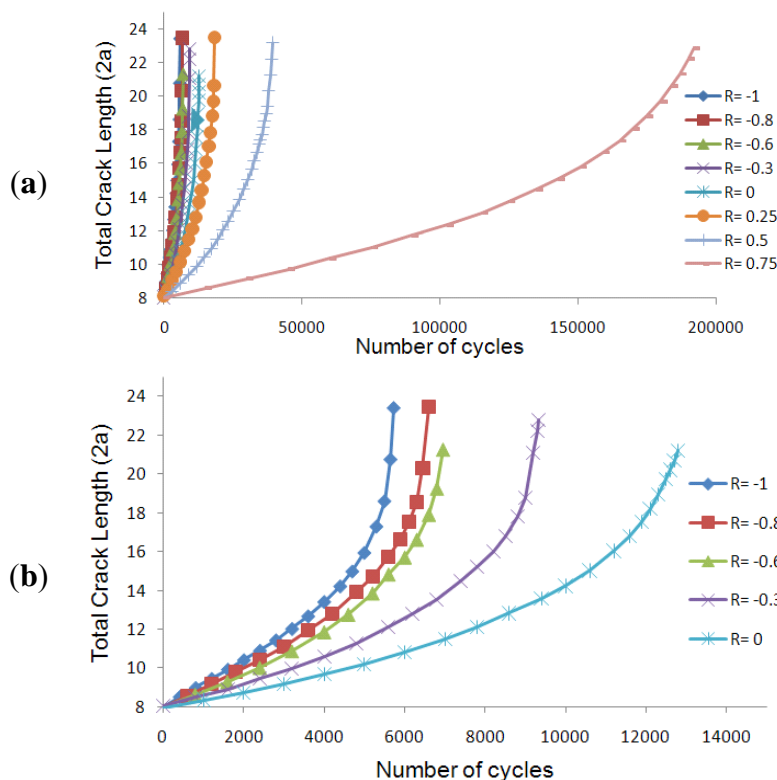 (a)
Total Crack Length (2a)
24
22
20
18
16
14
12
10
8
0
50000
100000
150000
200000
Number of cycles
R= -1
R= -0.8
R= -0.6
R= -0.3
R= 0
R= 0.25
R= 0.5
R= 0.75
(b)
Total Crack Length (2a)
24
22
20
18
16
14
12
10
8
0
2000
4000
6000
8000
10000
12000
14000
Number of cycles
R= -1
R= -0.8
R= -0.6
R= -0.3
R= 0